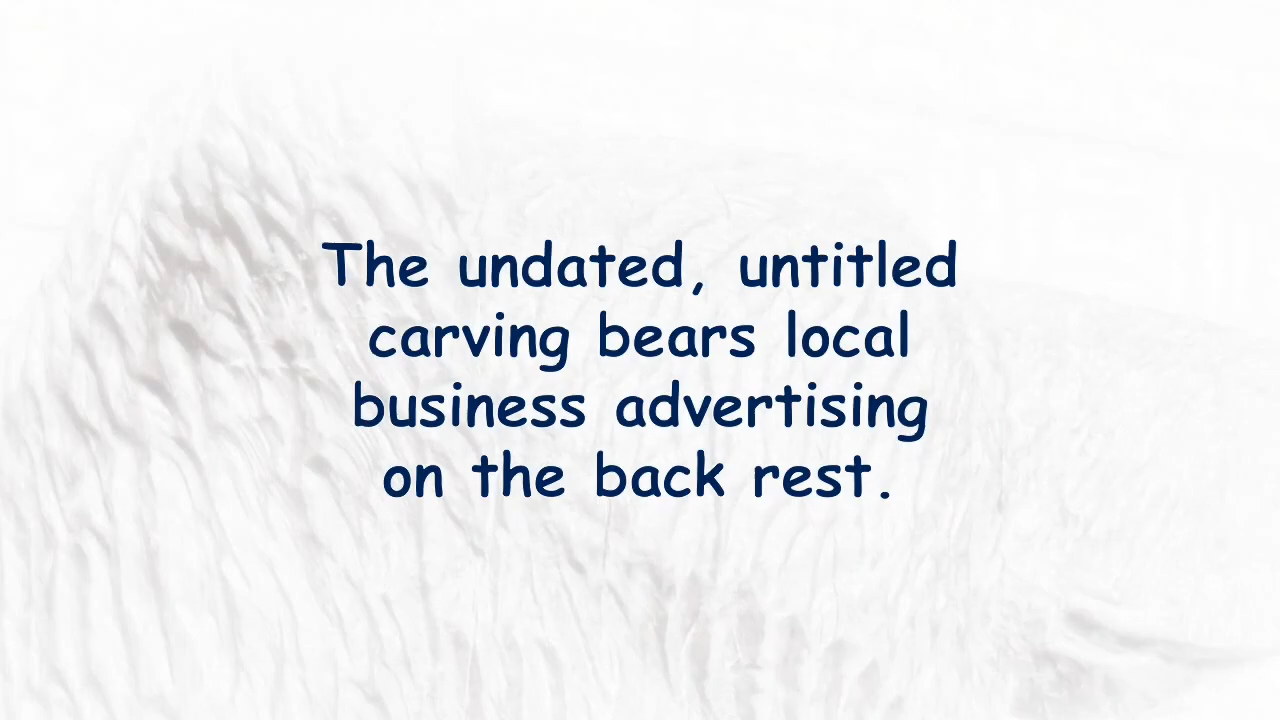 The undated, untitled
carving bears local
business advertising
on the back rest.